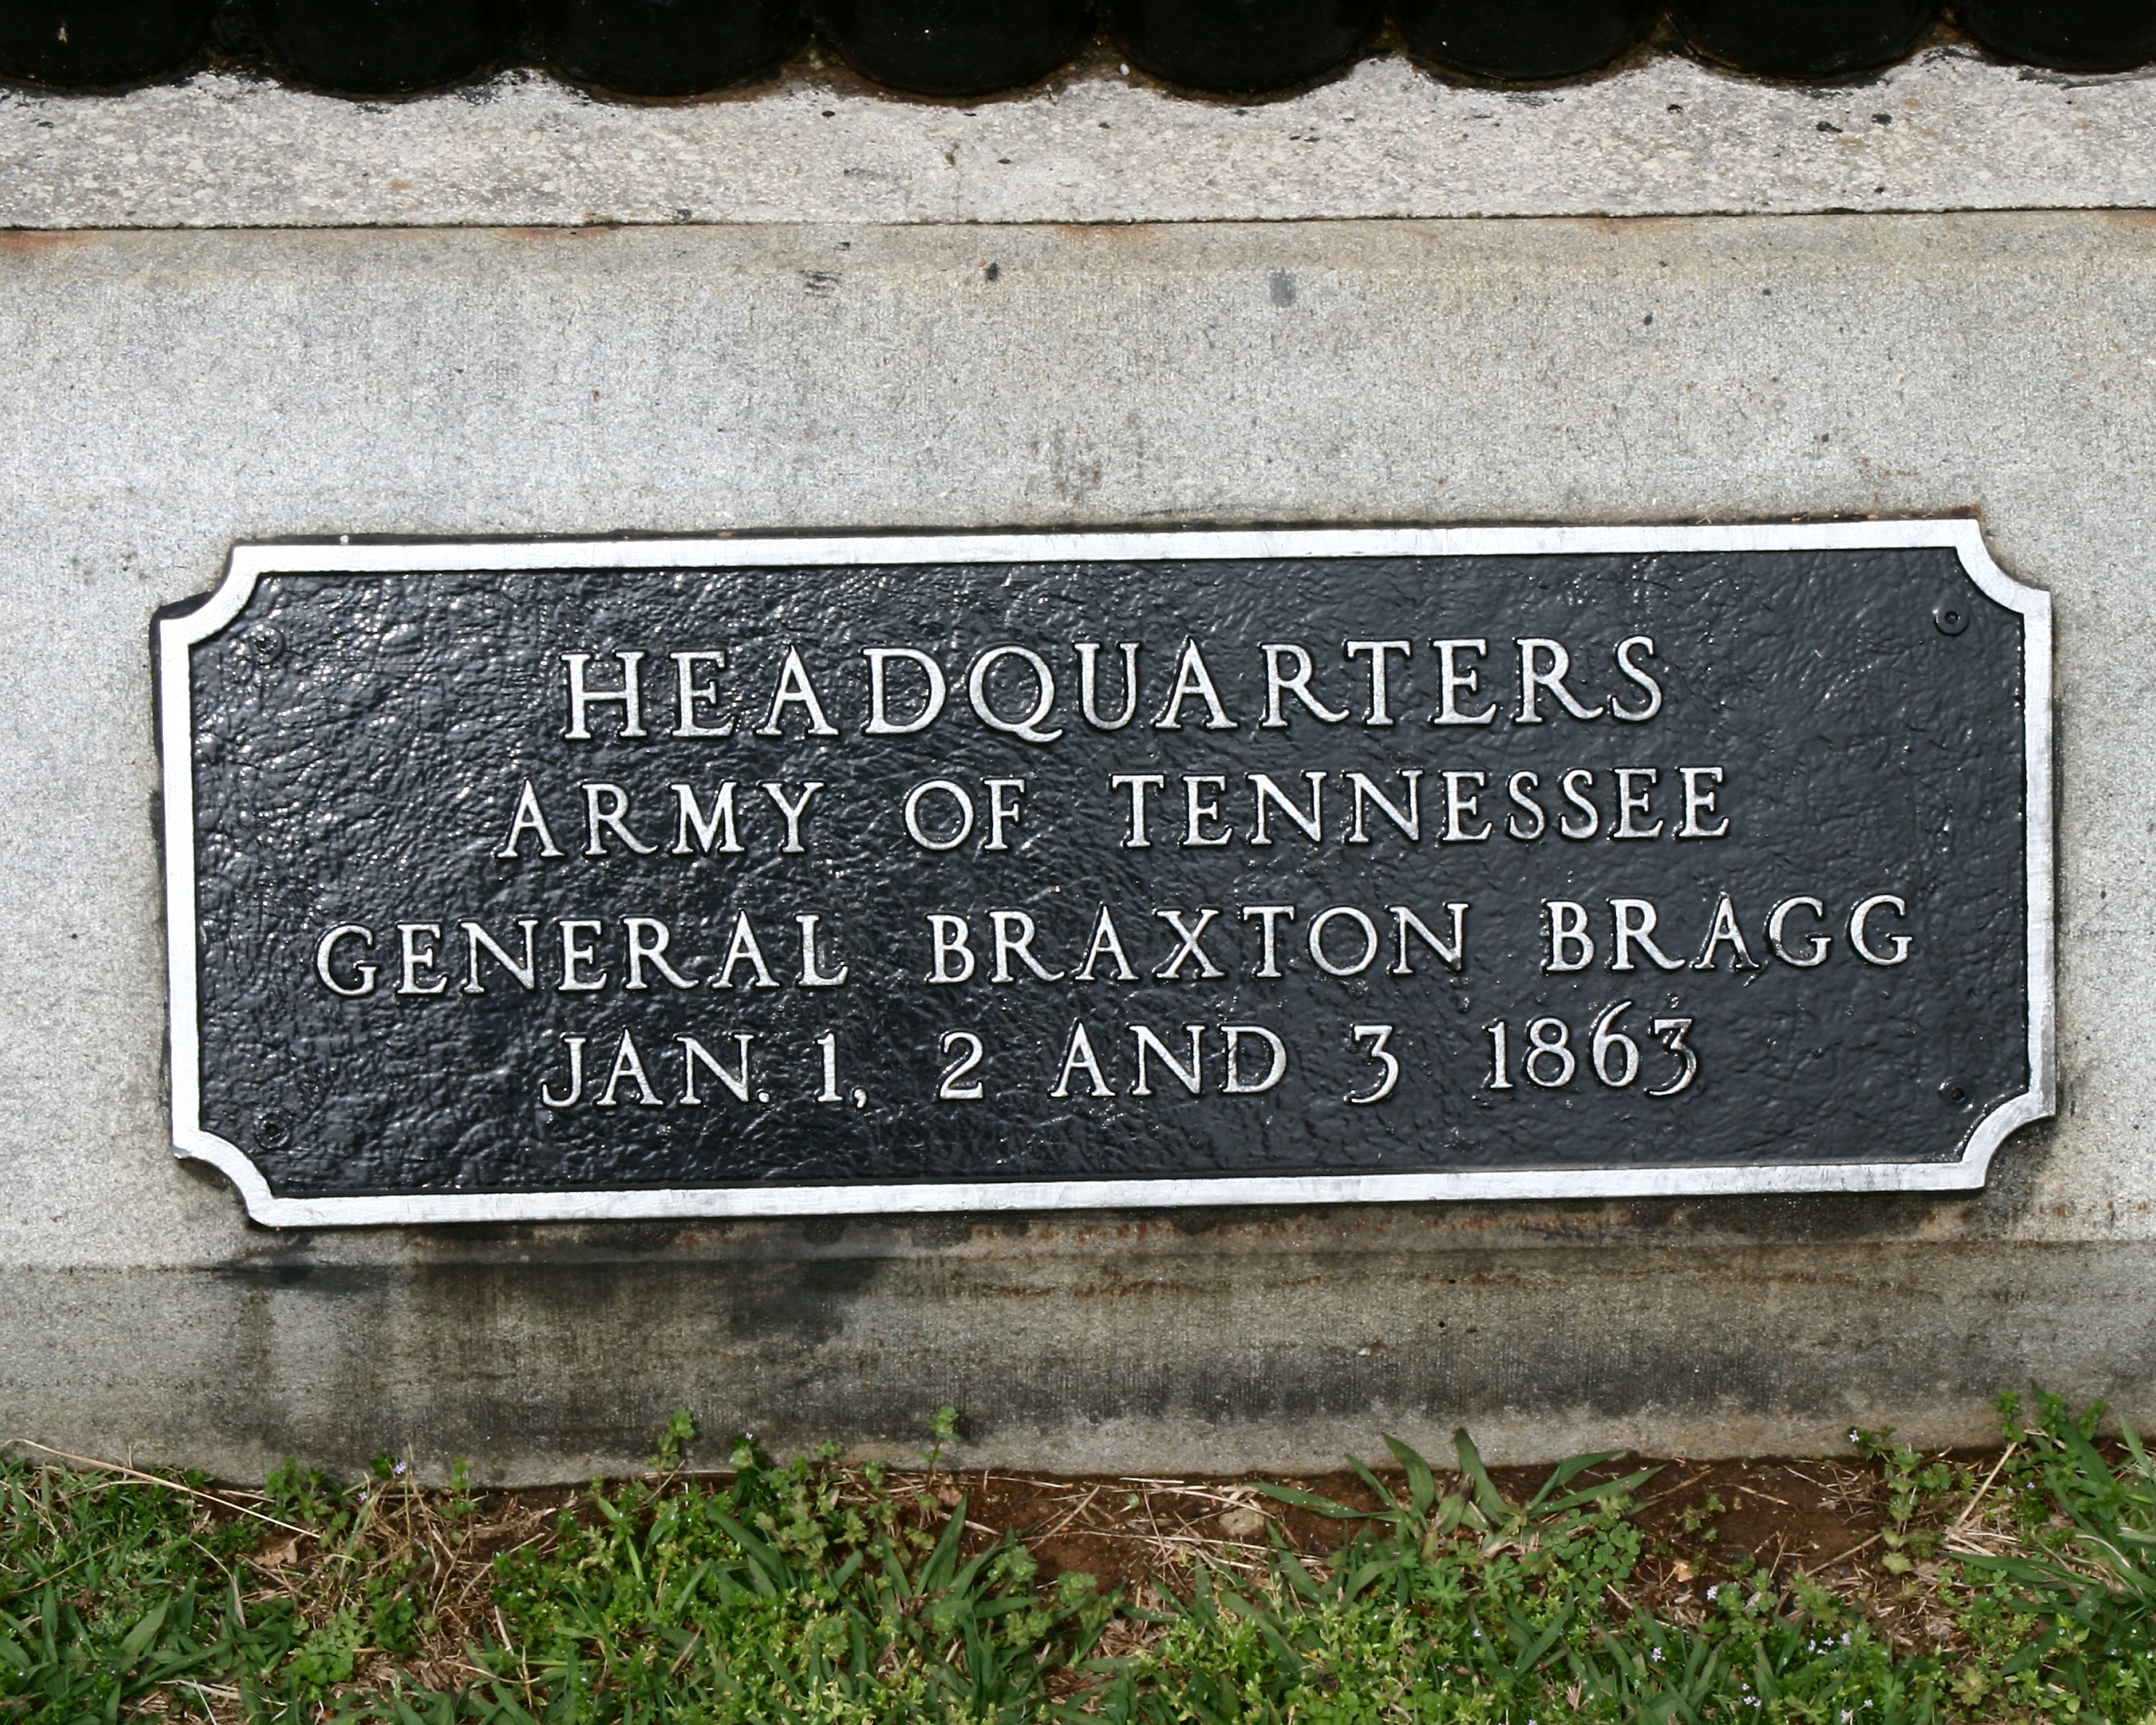 HEADQUARTERS
ARMY OF TENNESSEE
GENERAL BRAXTON BRAGG
JAN. 1, 2 AND 3 1863